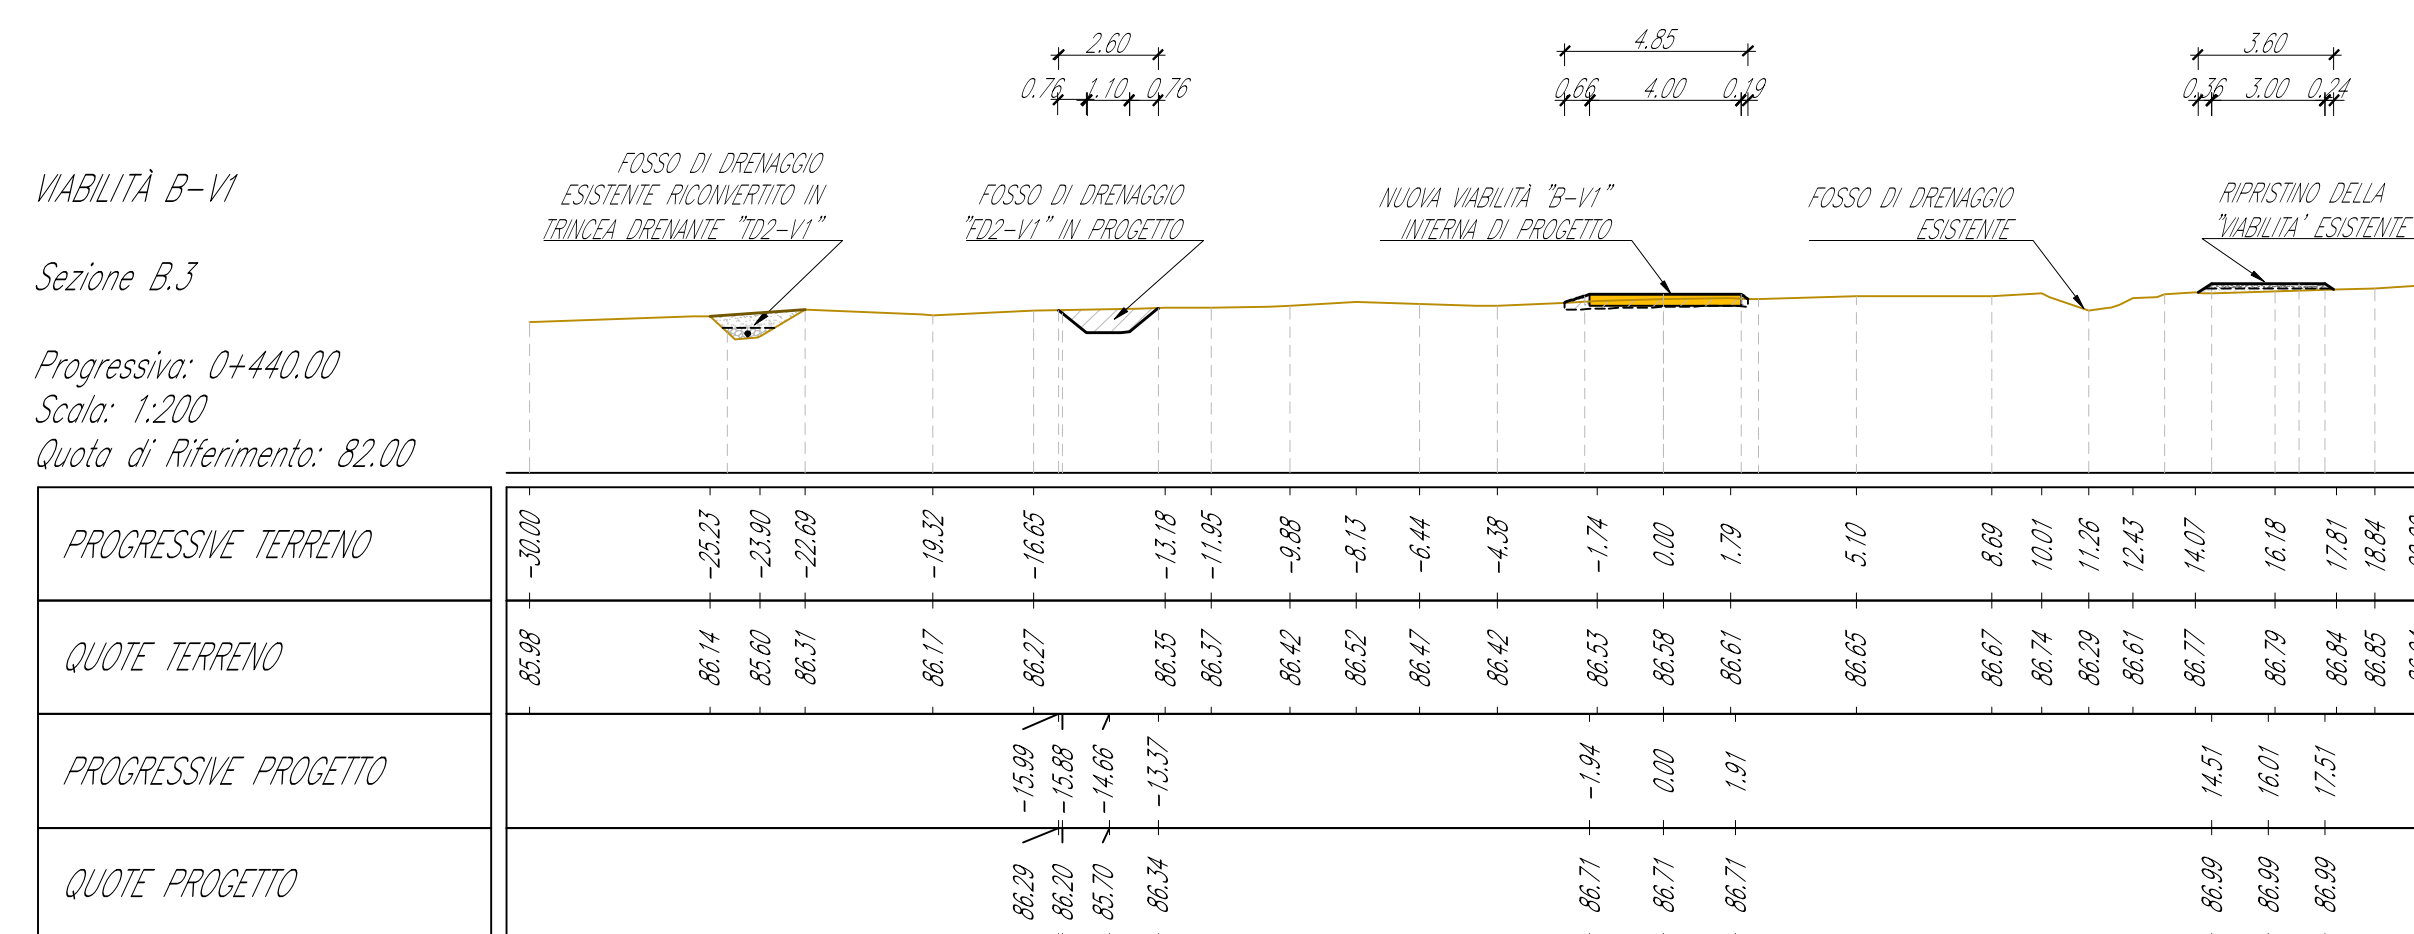 2.60
4.85
3.60
0.76 1.10 0.76
0.66 4.00 0.19
0.36 3.00 0.24
VIABILITÀ B-V1
Sezione B.3
Progressiva: 0+440.00
Scala: 1:200
Quota di Riferimento: 82.00
FOSSO DI DRENAGGIO
ESISTENTE RICONVERTITO IN
TRINCEA DRENANTE "TD2-V1"
FOSSO DI DRENAGGIO
"FD2-V1" IN PROGETTO
NUOVA VIABILITÀ "B-V1"
INTERNA DI PROGETTO
FOSSO DI DRENAGGIO
ESISTENTE
RIPRISTINO DELLA
"VIABILITA' ESISTENTE
PROGRESSIVE TERRENO
-30.00 -25.23 -23.90 -22.69 -19.32 -16.65 -13.18 -11.95 -9.88 -8.13 -6.44 -4.38 -1.74 0.00 1.79 5.10 8.69 10.01 11.26 12.43 14.07 16.18 17.81 18.84
QUOTE TERRENO
85.98 86.14 85.60 86.31 86.17 86.27 86.35 86.37 86.42 86.52 86.47 86.42 86.53 86.58 86.61 86.65 86.67 86.74 86.29 86.61 86.77 86.79 86.84 86.85
PROGRESSIVE PROGETTO
-15.99 -15.88 -14.66 -13.37 -1.94 0.00 1.91 14.51 16.01 17.51
QUOTE PROGETTO
86.29 86.20 85.70 86.34 86.71 86.71 86.71 86.99 86.99 86.99